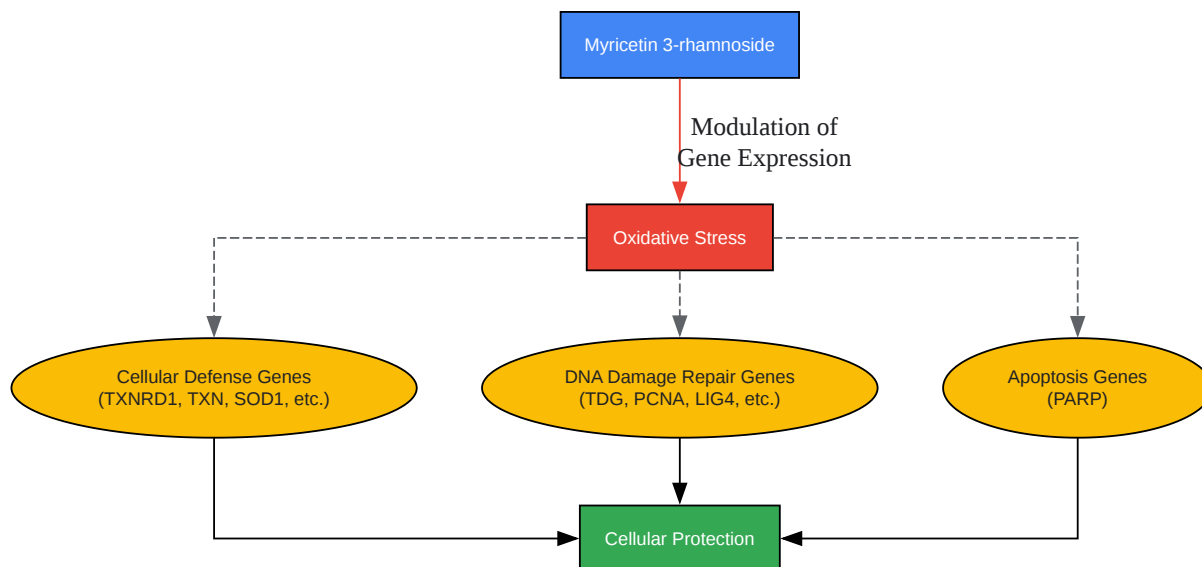 Myricetin 3-rhamnoside
Modulation of
Gene Expression
Oxidative Stress
Cellular Defense Genes
(TXNRD1, TXN, SOD1, etc.)
DNA Damage Repair Genes
(TDG, PCNA, LIG4, etc.)
Apoptosis Genes
(PARP)
Cellular Protection